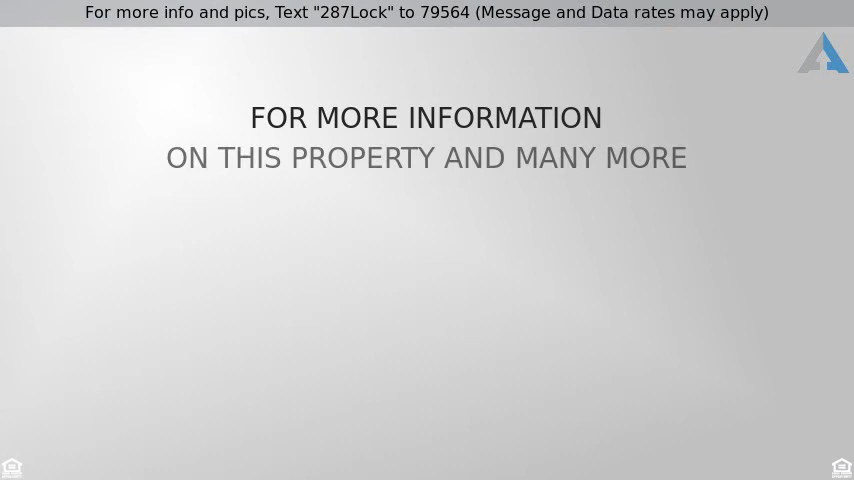 For more info and pics, Text "287Lock" to 79564 (Message and Data rates may apply)
FOR MORE INFORMATION
ON THIS PROPERTY AND MANY MORE